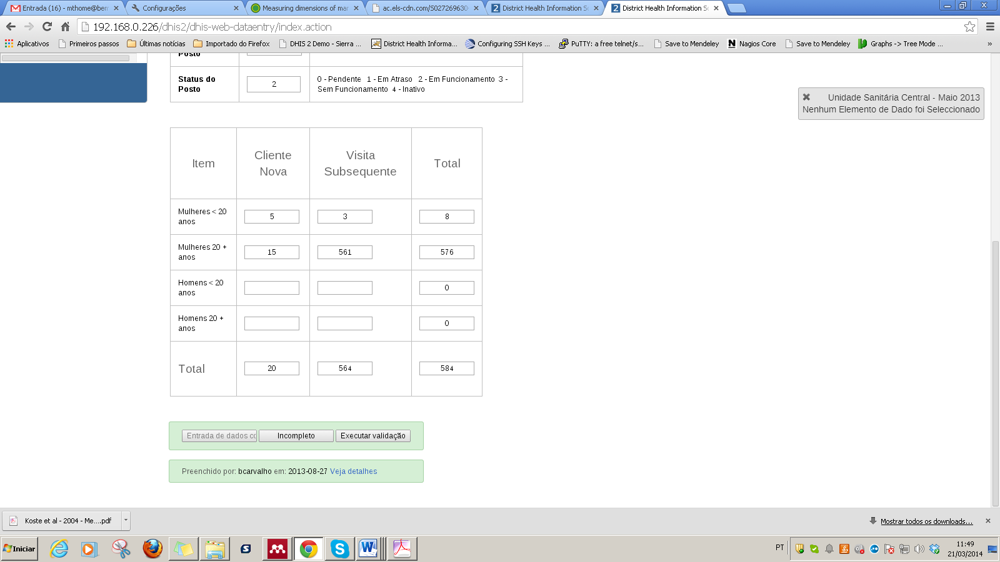 Entrada (16) - mthome@ber
Configurações
Measuring dimensions of mar
ac.els-cdn.com/S02726963
District Health Information S
District Health Information S
192.168.0.226/dhis2/dhis-web-dataentry/index.action
Aplicativos
Primeiros passos
Últimas notícias
Importado do Firefox
DHIS 2 Demo - Sierra ...
District Health Informa...
Configuring SSH Keys ...
PuTTY: a free telnet/s...
Save to Mendeley
Nagios Core
Save to Mendeley
Graphs -> Tree Mode ...
»
Posto
Status do
Posto
2
0 - Pendente 1 - Em Atraso 2 - Em Funcionamento 3 -
Sem Funcionamento 4 - Inativo
Unidade Sanitária Central - Maio 2013
Nenhum Elemento de Dado foi Seleccionado
Item
Cliente
Nova
Visita
Subsequente
Total
Mulheres < 20
anos
5
3
8
Mulheres 20 +
anos
15
561
576
Homens < 20
anos
0
Homens 20 +
anos
0
Total
20
564
584
Entrada de dados co
Incompleto
Executar validação
Preenchido por: bcarvalho em: 2013-08-27 Veja detalhes
Koste et al - 2004 - Me....pdf
Mostrar todos os downloads...
Iniciar
PT
11:49
21/03/2014